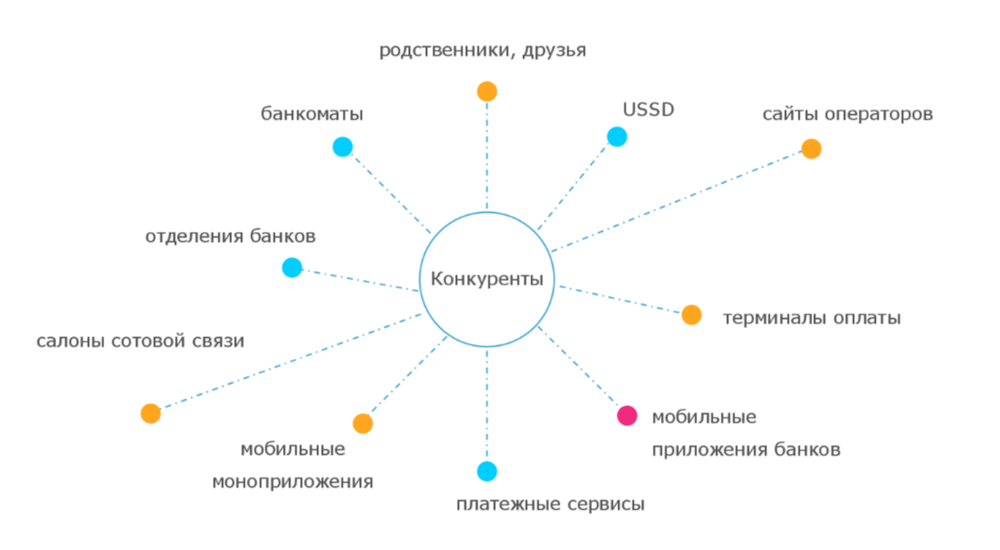 родственники, друзья
USSD
банкоматы
сайты операторов
отделения банков
Конкуренты
терминалы оплаты
салоны сотовой связи
мобильные
приложения банков
мобильные
моноприложения
платежные сервисы